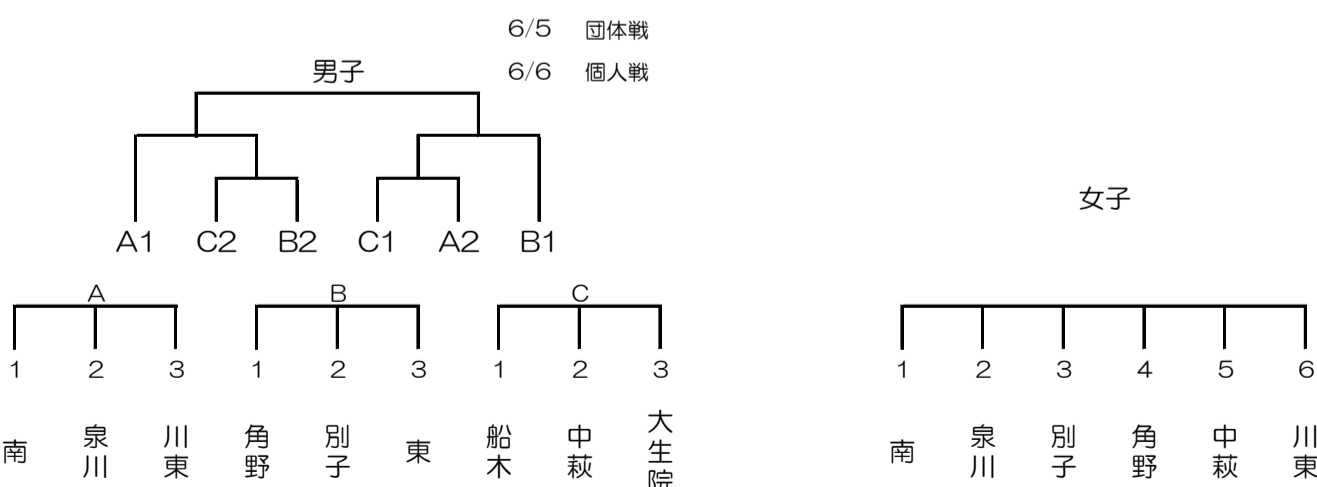 6/5 団体戦
男子 6/6 個人戦
女子
A1 C2 B2 C1 A2 B1
A B C
1 2 3 1 2 3 1 2 3 1 2 3 4 5 6
南 泉川 川東 角野 別子 東 船木 中萩 大生院 南 泉川 別子 角野 中萩 川東